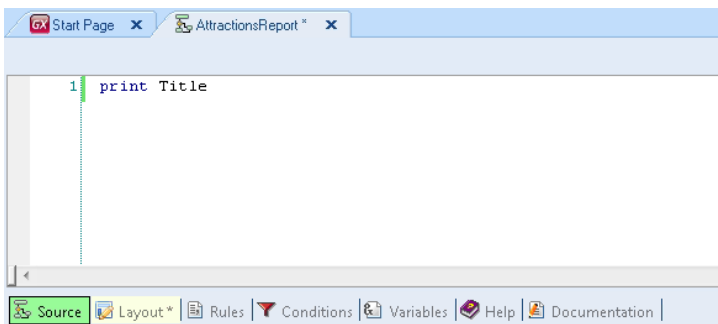 GX Start Page x AttractionsReport * x
1 print Title
Source Layout * Rules Conditions Variables Help Documentation